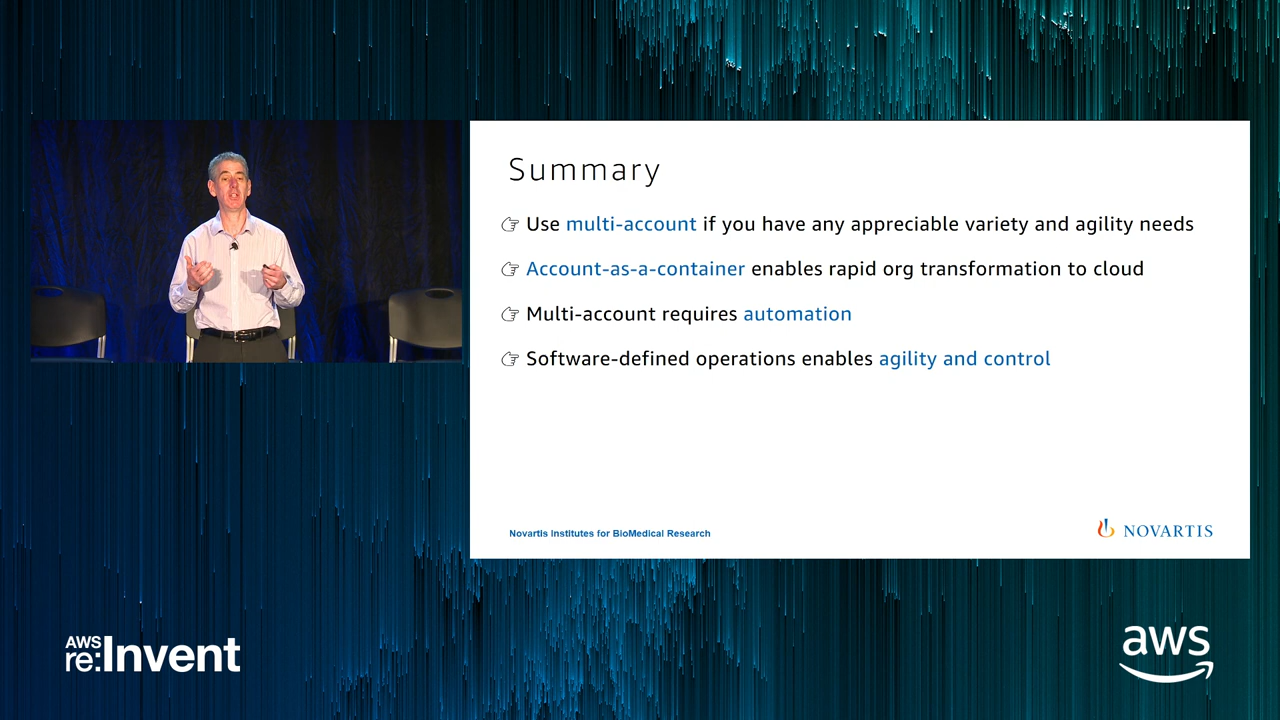 Summary
☞ Use multi-account if you have any appreciable variety and agility needs
☞ Account-as-a-container enables rapid org transformation to cloud
☞ Multi-account requires automation
☞ Software-defined operations enables agility and control
Novartis Institutes for BioMedical Research
NOVARTIS
AWS
re:Invent
aws